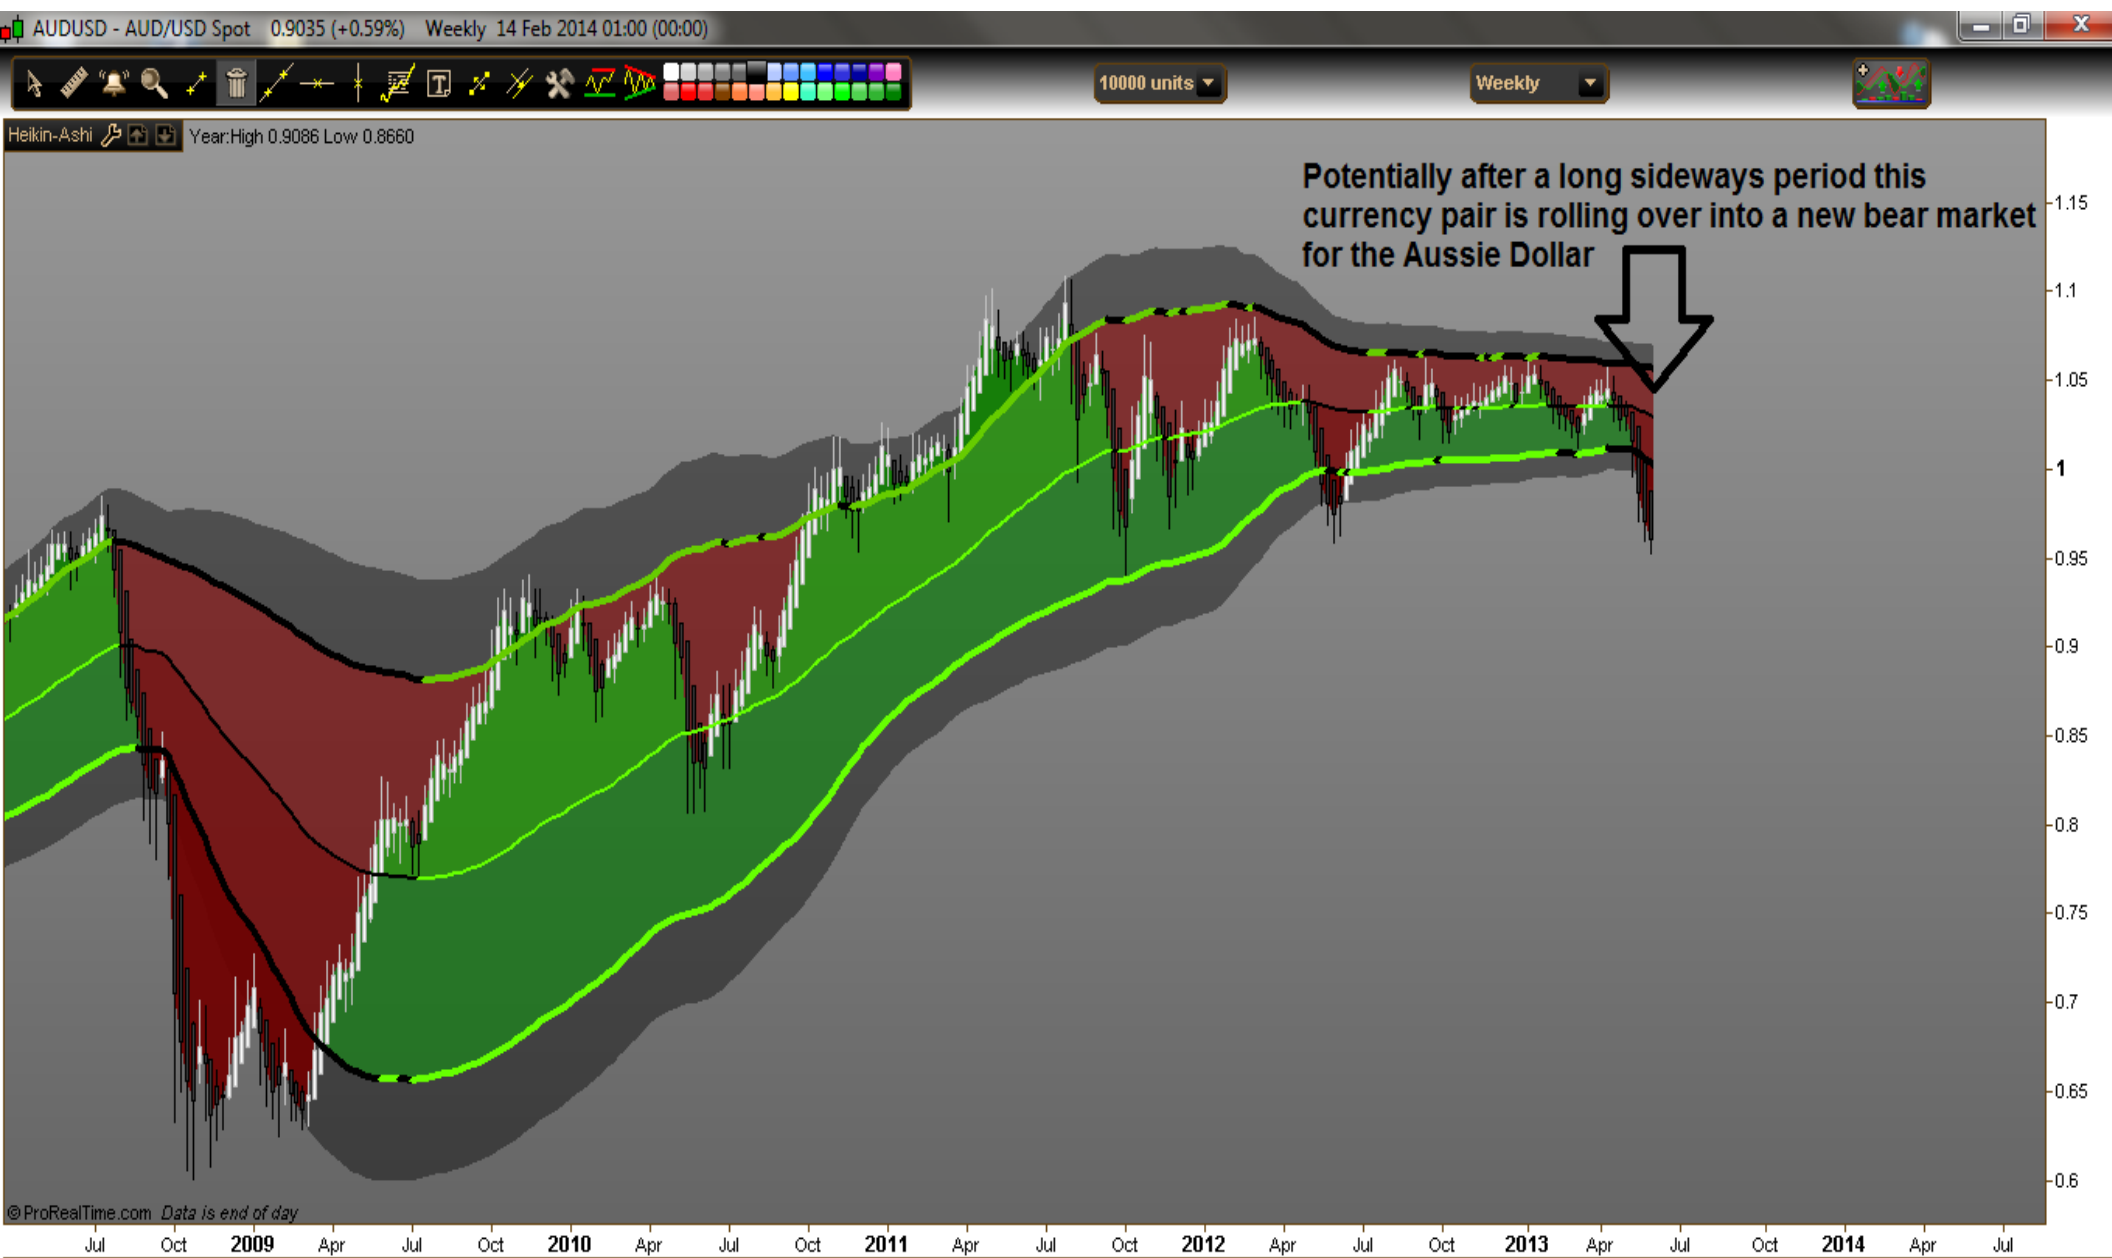 AUDUSD - AUD/USD Spot 0.9035 (+0.59%) Weekly 14 Feb 2014 01:00 (00:00)
10000 units
Weekly
Heikin-Ashi Year:High 0.9086 Low 0.8660
Potentially after a long sideways period this
currency pair is rolling over into a new bear market
for the Aussie Dollar
1.15
1.1
1.05
1
0.95
0.9
0.85
0.8
0.75
0.7
0.65
0.6
©ProRealTime.com Data is end of day
Jul Oct 2009 Apr Jul Oct 2010 Apr Jul Oct 2011 Apr Jul Oct 2012 Apr Jul Oct 2013 Apr Jul Oct 2014 Apr Jul